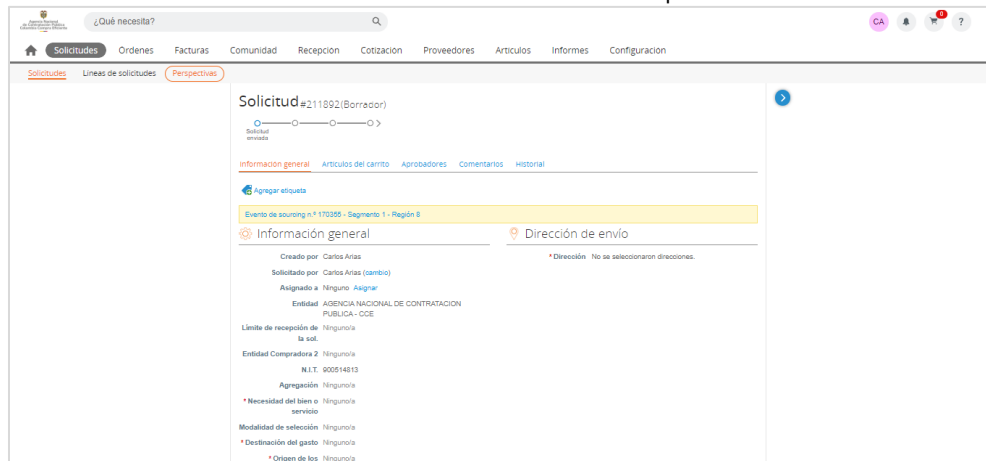 ¿Qué necesita?
CA
0
?
Solicitudes Órdenes Facturas Comunidad Recepción Cotización Proveedores Artículos Informes Configuración
Solicitudes Líneas de solicitudes Perspectivas
Solicitud #211892(Borrador)
Solicitud enviada
Información general Artículos del carrito Aprobadores Comentarios Historial
Agregar etiqueta
Evento de sourcing n.º 170355 - Segmento 1 - Región 8
Información general
Dirección de envío
Creado por Carlos Arias
* Dirección No se seleccionaron direcciones.
Solicitado por Carlos Arias (cambio)
Asignado a Ninguno Asignar
Entidad AGENCIA NACIONAL DE CONTRATACION
PUBLICA - CCE
Límite de recepción de Ninguno/a
la sol.
Entidad Compradora 2 Ninguno/a
N.I.T. 900514813
Agregación Ninguno/a
* Necesidad del bien o Ninguno/a
servicio
Modalidad de selección Ninguno/a
* Destinación del gasto Ninguno/a
* Origen de los Ninguno/a